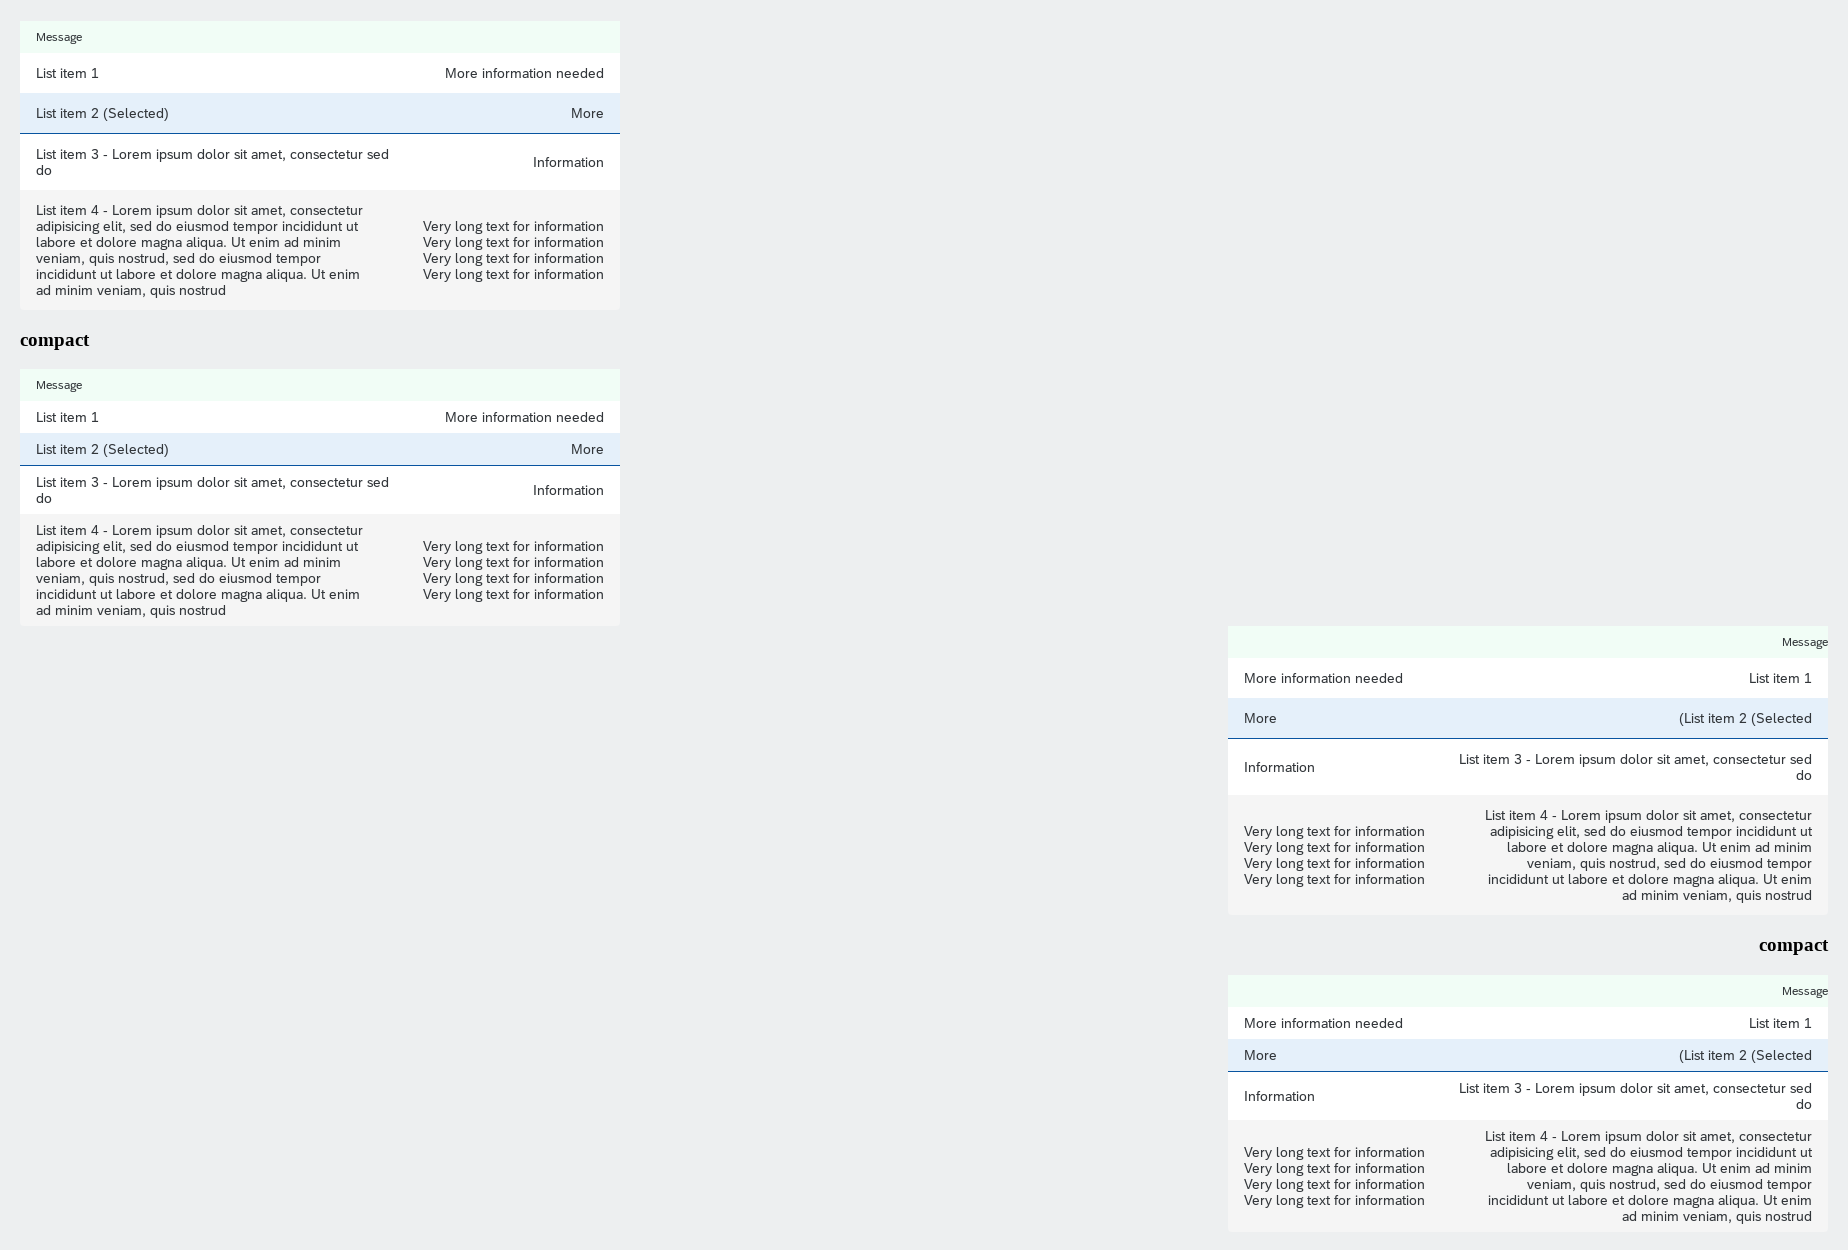 Message
List item 1
More information needed
List item 2 (Selected)
More
List item 3 - Lorem ipsum dolor sit amet, consectetur sed
do
Information
List item 4 - Lorem ipsum dolor sit amet, consectetur
adipisicing elit, sed do eiusmod tempor incididunt ut
labore et dolore magna aliqua. Ut enim ad minim
veniam, quis nostrud, sed do eiusmod tempor
incididunt ut labore et dolore magna aliqua. Ut enim
ad minim veniam, quis nostrud
Very long text for information
Very long text for information
Very long text for information
Very long text for information
compact
Message
List item 1
More information needed
List item 2 (Selected)
More
List item 3 - Lorem ipsum dolor sit amet, consectetur sed
do
Information
List item 4 - Lorem ipsum dolor sit amet, consectetur
adipisicing elit, sed do eiusmod tempor incididunt ut
labore et dolore magna aliqua. Ut enim ad minim
veniam, quis nostrud, sed do eiusmod tempor
incididunt ut labore et dolore magna aliqua. Ut enim
ad minim veniam, quis nostrud
Very long text for information
Very long text for information
Very long text for information
Very long text for information
Message
More information needed
List item 1
More
(List item 2 (Selected
Information
List item 3 - Lorem ipsum dolor sit amet, consectetur sed
do
Very long text for information
Very long text for information
Very long text for information
Very long text for information
List item 4 - Lorem ipsum dolor sit amet, consectetur
adipisicing elit, sed do eiusmod tempor incididunt ut
labore et dolore magna aliqua. Ut enim ad minim
veniam, quis nostrud, sed do eiusmod tempor
incididunt ut labore et dolore magna aliqua. Ut enim
ad minim veniam, quis nostrud
compact
Message
More information needed
List item 1
More
(List item 2 (Selected
Information
List item 3 - Lorem ipsum dolor sit amet, consectetur sed
do
Very long text for information
Very long text for information
Very long text for information
Very long text for information
List item 4 - Lorem ipsum dolor sit amet, consectetur
adipisicing elit, sed do eiusmod tempor incididunt ut
labore et dolore magna aliqua. Ut enim ad minim
veniam, quis nostrud, sed do eiusmod tempor
incididunt ut labore et dolore magna aliqua. Ut enim
ad minim veniam, quis nostrud